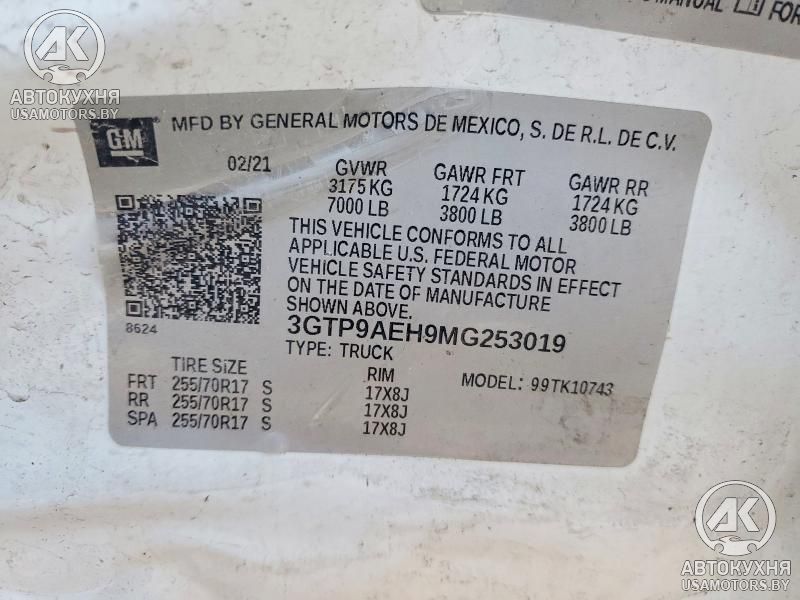 MANUAL FOR
AK
АВТОКУХНЯ
USAMOTORS.BY
GM MFD BY GENERAL MOTORS DE MEXICO, S. DE R.L. DE C.V.
02/21 GVWR GAWR FRT GAWR RR
3175 KG 1724 KG 1724 KG
7000 LB 3800 LB 3800 LB
THIS VEHICLE CONFORMS TO ALL
APPLICABLE U.S. FEDERAL MOTOR
VEHICLE SAFETY STANDARDS IN EFFECT
ON THE DATE OF MANUFACTURE
SHOWN ABOVE.
8624
3GTP9AEH9MG253019
TYPE: TRUCK
TIRE SIZE RIM MODEL: 99TK10743
FRT 255/70R17 S 17X8J
RR 255/70R17 S 17X8J
SPA 255/70R17 S 17X8J
AK
АВТОКУХНЯ
USAMOTORS.BY